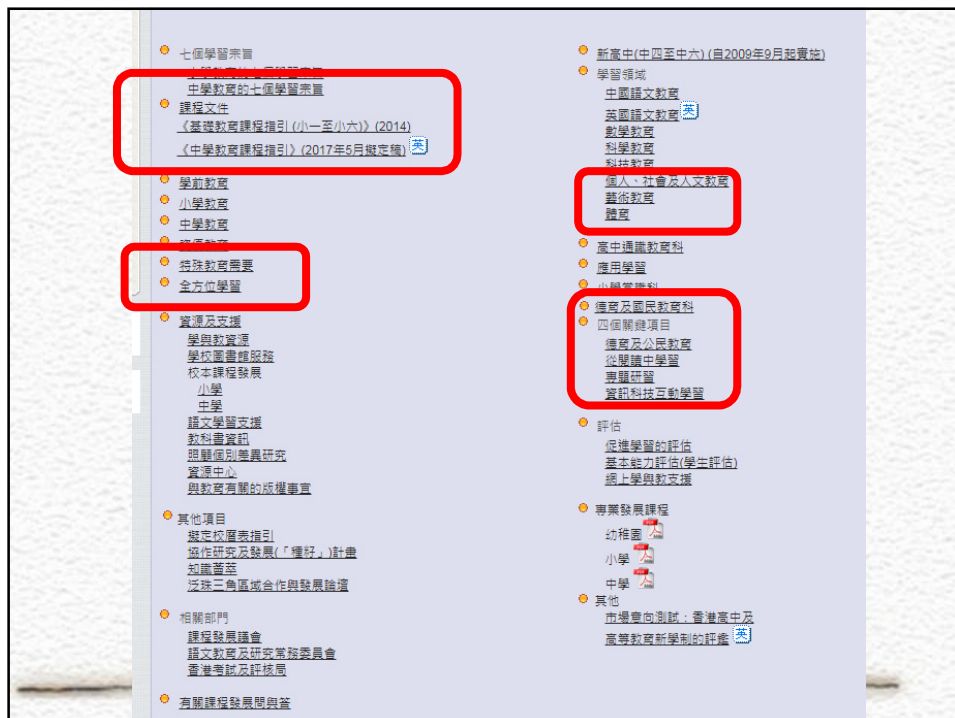 七個學習宗旨
中學教育的七個學習宗旨
課程文件
《基礎教育課程指引 (小一至小六)》(2014)
《中學教育課程指引》(2017年5月擬定稿) 英
學前教育
小學教育
中學教育
資優教育
特殊教育需要
全方位學習
資源及支援
學與教資源
學校圖書館服務
校本課程發展
小學
中學
語文學習支援
教科書資訊
照顧個別差異研究
資源中心
與教育有關的版權事宜
其他項目
擬定校曆表指引
協作研究及發展(「種籽」)計畫
知識薈萃
泛珠三角區域合作與發展論壇
相關部門
課程發展議會
語文教育及研究常務委員會
香港考試及評核局
有關課程發展問與答
新高中(中四至中六) (自2009年9月起實施)
學習領域
中國語文教育
英國語文教育 英
數學教育
科學教育
科技教育
個人、社會及人文教育
藝術教育
體育
高中通識教育科
應用學習
小學常識科
德育及國民教育科
四個關鍵項目
德育及公民教育
從閱讀中學習
專題研習
資訊科技互動學習
評估
促進學習的評估
基本能力評估(學生評估)
網上學與教支援
專業發展課程
幼稚園
小學
中學
其他
市場意向測試：香港高中及
高等教育新學制的評鑑 英